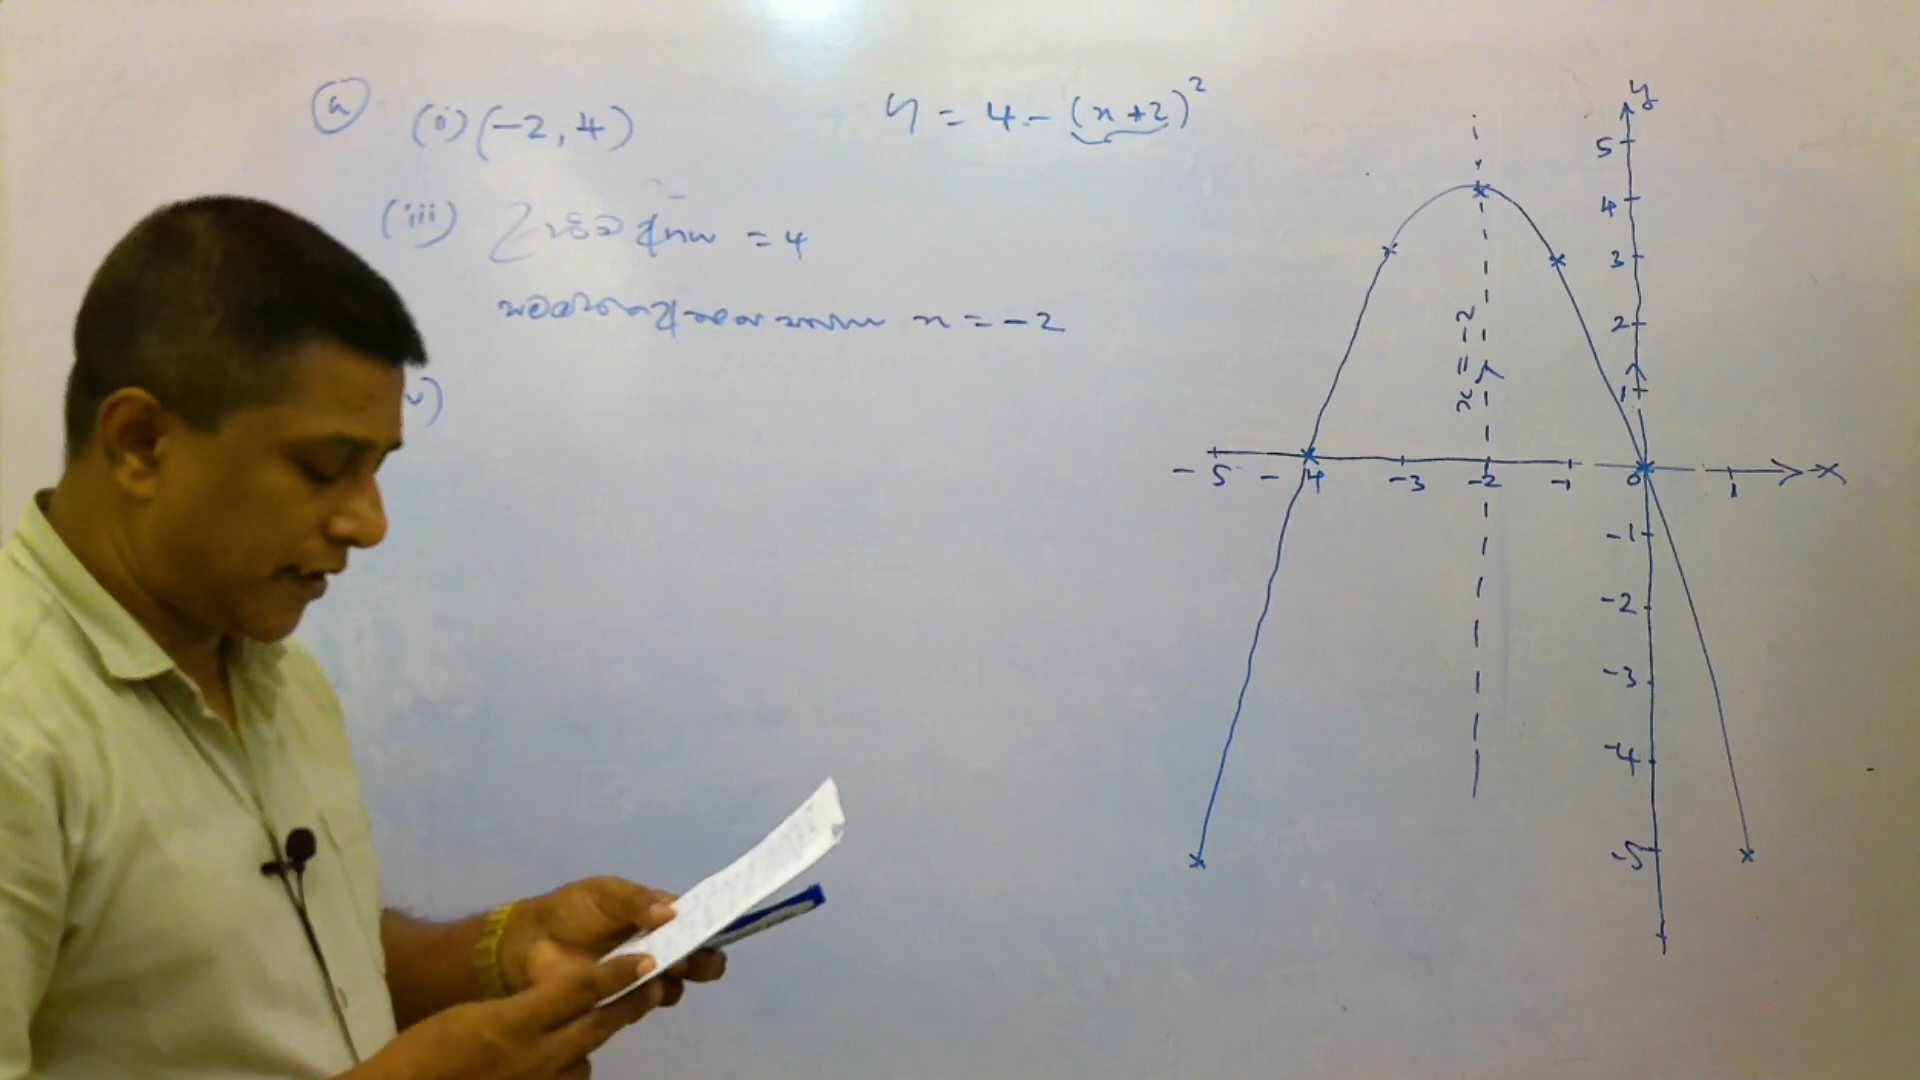 (i) (-2, 4)
y = 4 - (x+2)²
(iii) = 4
x = -2
v)
y
5
4
3
2
1
-5 -4 -3 -2 -1 0 1 x
-1
-2
-3
-4
-5
x = -2